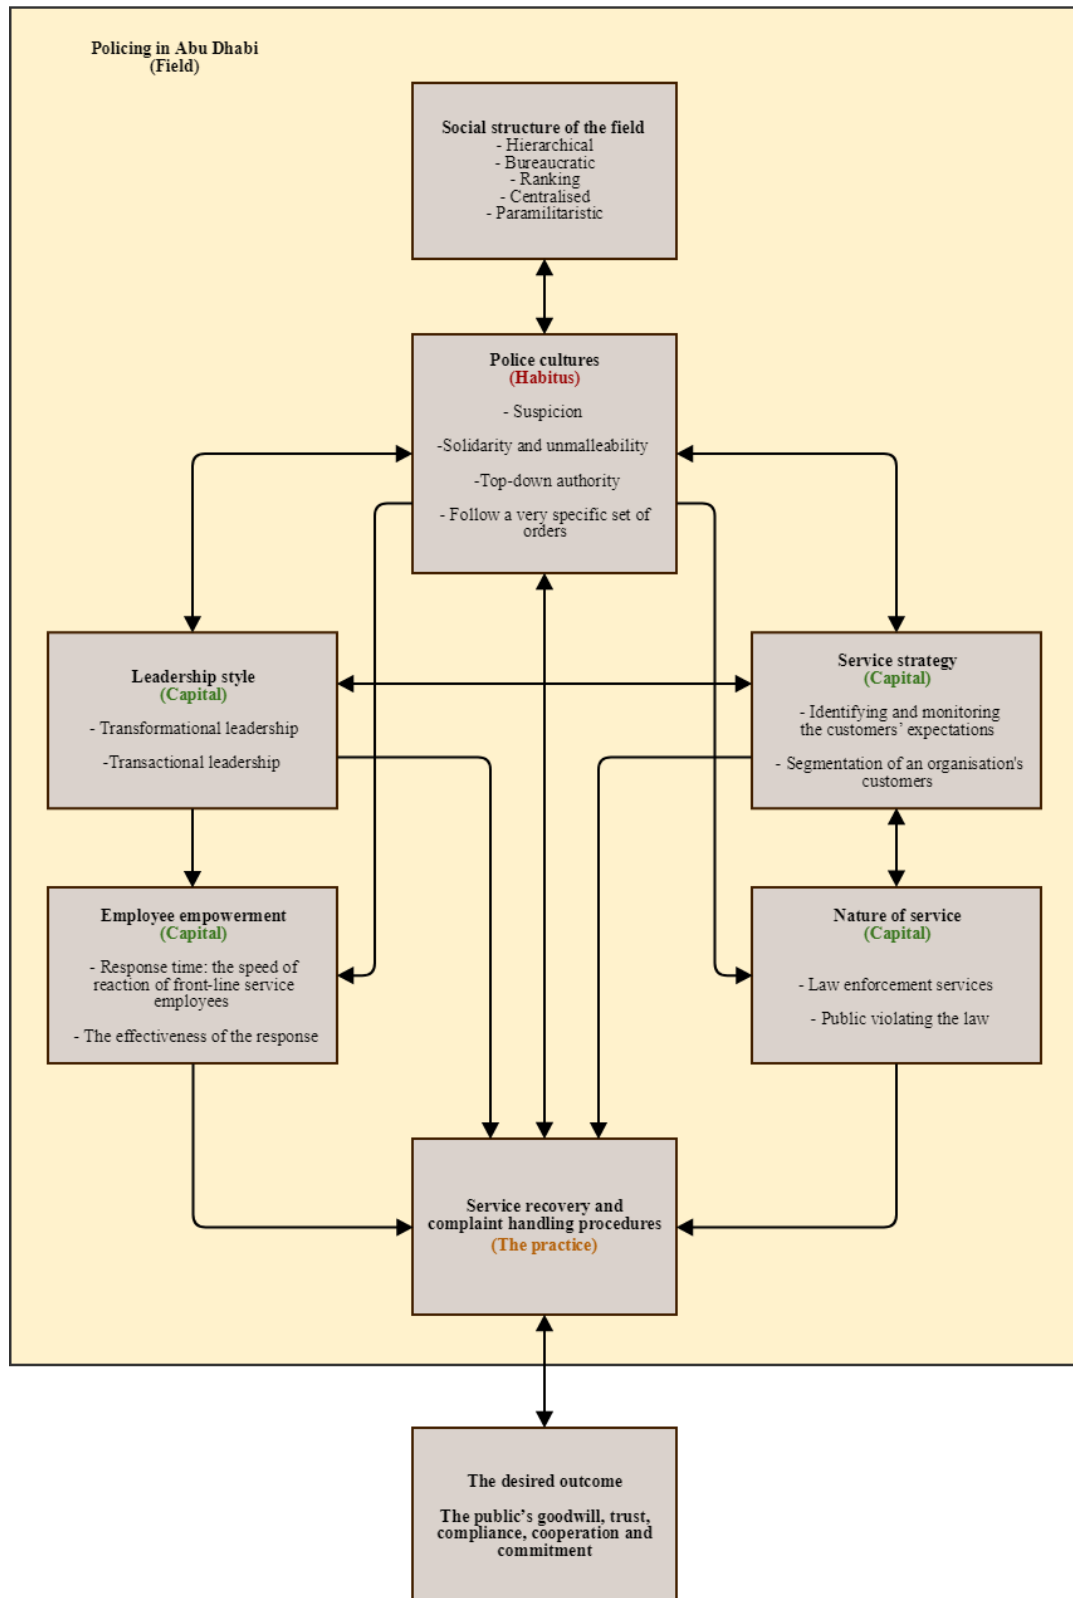 Policing in Abu Dhabi
(Field)
Social structure of the field
- Hierarchical
- Bureaucratic
- Ranking
- Centralised
- Paramilitaristic
Police cultures
(Habitus)
- Suspicion
-Solidarity and unmalleability
-Top-down authority
- Follow a very specific set of
orders
Leadership style
(Capital)
- Transformational leadership
-Transactional leadership
Service strategy
(Capital)
- Identifying and monitoring
the customers’ expectations
- Segmentation of an organisation's
customers
Employee empowerment
(Capital)
- Response time: the speed of
reaction of front-line service
employees
- The effectiveness of the response
Nature of service
(Capital)
- Law enforcement services
- Public violating the law
Service recovery and
complaint handling procedures
(The practice)
The desired outcome
The public’s goodwill, trust,
compliance, cooperation and
commitment